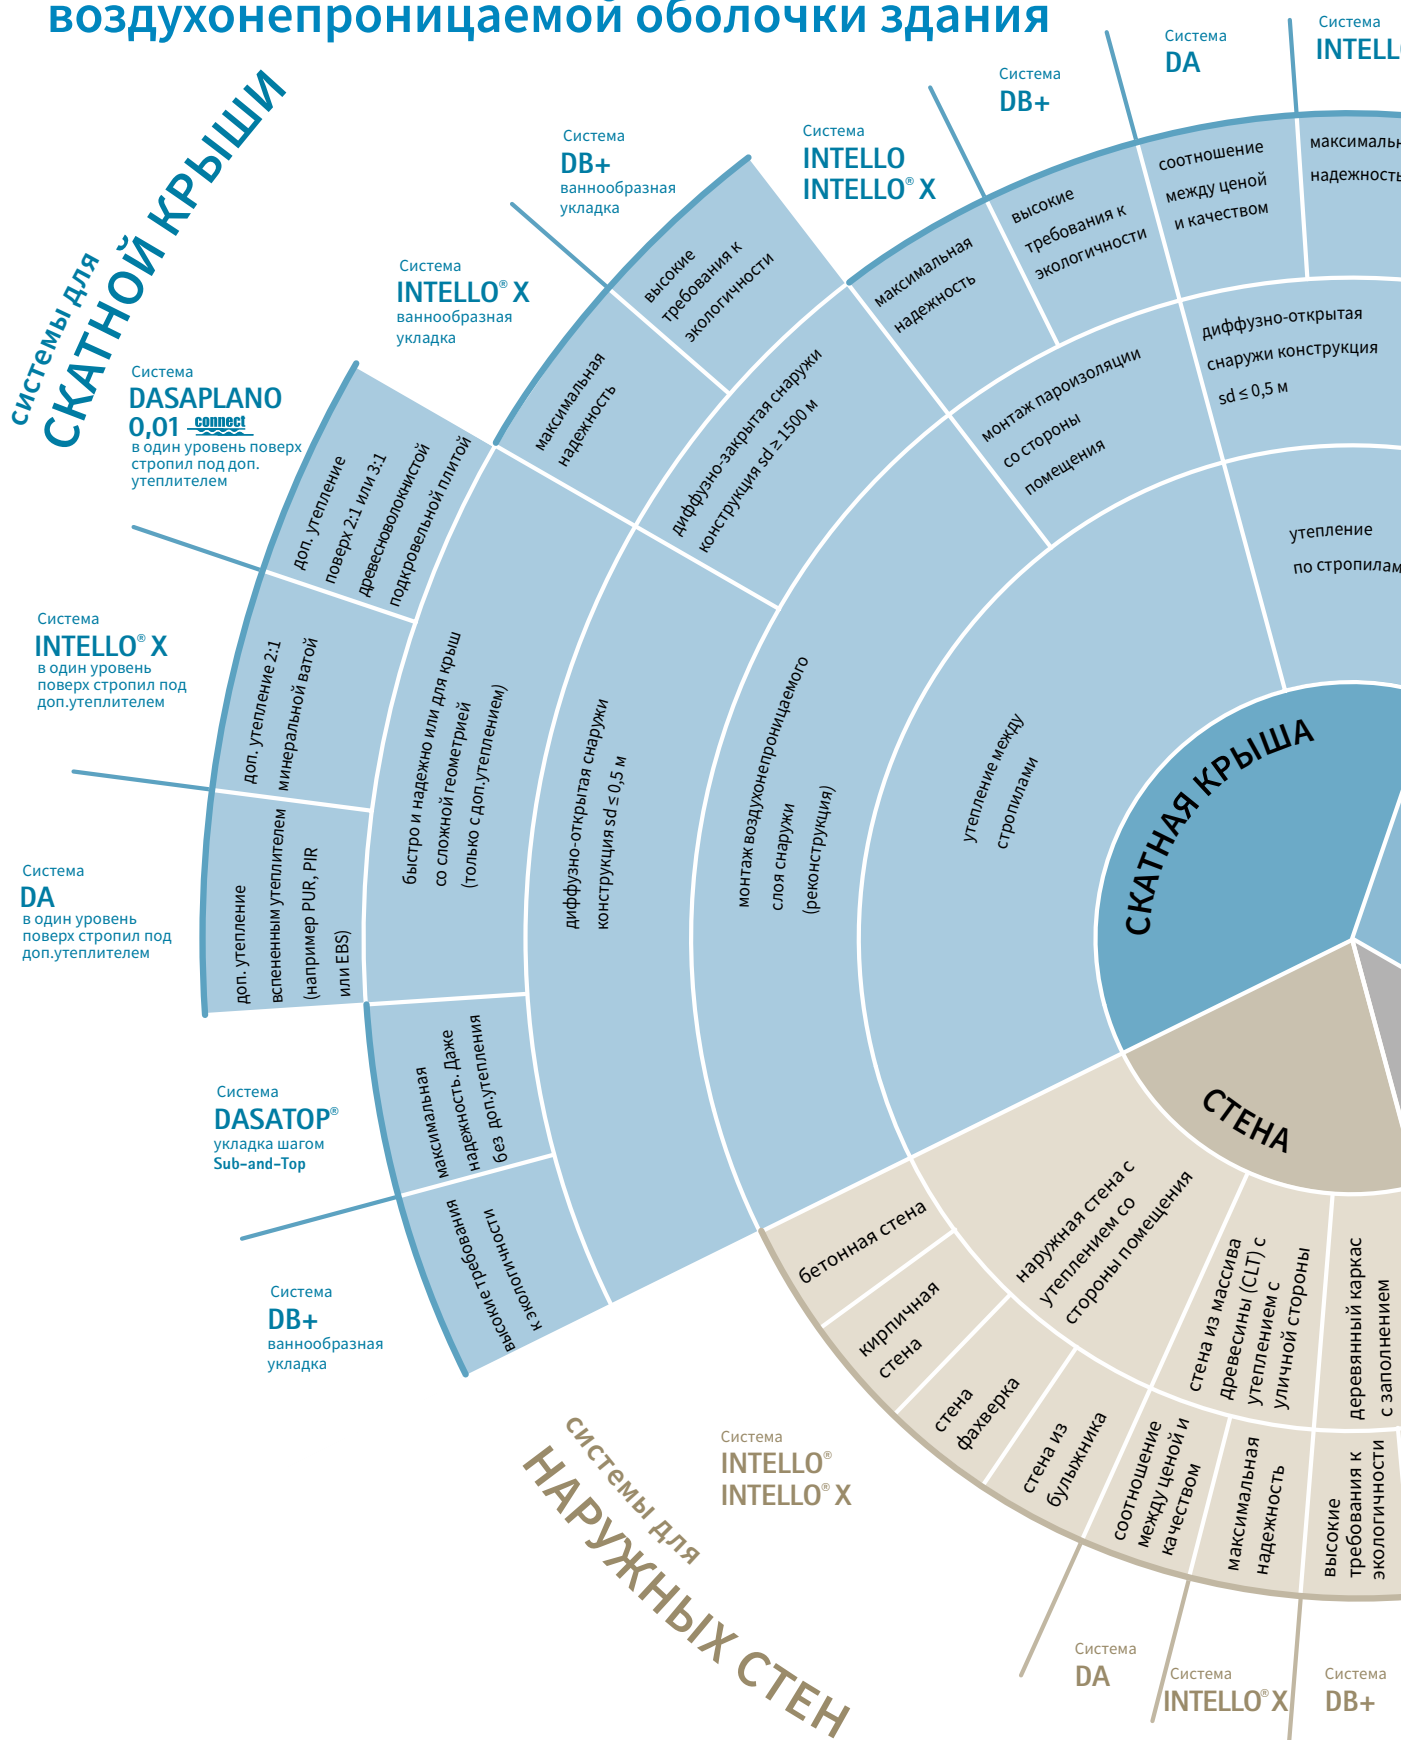 воздухонепроницаемой оболочки здания
системы для
СКАТНОЙ КРЫШИ
Система
DB+
Система
DA
Система
INTELL
Система
INTELLO
INTELLO® X
Система
DB+
ваннообразная
укладка
Система
INTELLO® X
ваннообразная
укладка
Система
DASAPLANO
0,01 connect
в один уровень поверх
стропил под доп.
утеплителем
Система
INTELLO® X
в один уровень
поверх стропил под
доп.утеплителем
Система
DA
в один уровень
поверх стропил под
доп.утеплителем
Система
DASATOP®
укладка шагом
Sub-and-Top
Система
DB+
ваннообразная
укладка
максималь
надежность
соотношение
между ценой
и качеством
высокие
требования к
экологичности
максимальная
надежность
высокие
требования к
экологичности
максимальная
надежность
доп. утепление
поверх 2:1 или 3:1
древесноволокнистой
подкровельной плитой
доп. утепление 2:1
минеральной ватой
доп. утепление
вспененным утеплителем
(например PUR, PIR
или EBS)
максимальная
надежность. Даже
без доп.утепления
высокие требования
к экологичности
диффузно-открытая
снаружи конструкция
sd ≤ 0,5 м
монтаж пароизоляции
со стороны
помещения
диффузно-закрытая снаружи
конструкция sd ≥ 1500 м
быстро и надежно или для крыш
со сложной геометрией
(только с доп.утеплением)
диффузно-открытая снаружи
конструкция sd ≤ 0,5 м
монтаж воздухонепроницаемого
слоя снаружи
(реконструкция)
утепление между
стропилами
утепление
по стропилам
СКАТНАЯ КРЫША
СТЕНА
бетонная стена
кирпичная
стена
стена
фахверка
стена из
булыжника
наружная стена с
утеплением со
стороны помещения
стена из массива
древесины (CLT) с
утеплением с
уличной стороны
деревянный каркас
с заполнением
соотношение
между ценой и
качеством
максимальная
надежность
высокие
требования к
экологичности
системы для
НАРУЖНЫХ СТЕН
Система
INTELLO®
INTELLO® X
Система
DA
Система
INTELLO® X
Система
DB+